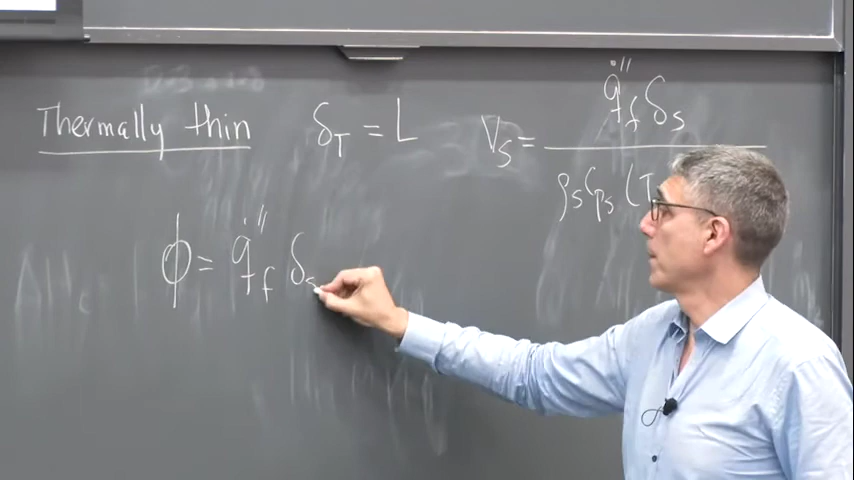 Thermally thin δ_T = L V_s = q̇″_f δ_s / ρ_s C_ps (T
ϕ = q̇″_f δ_s